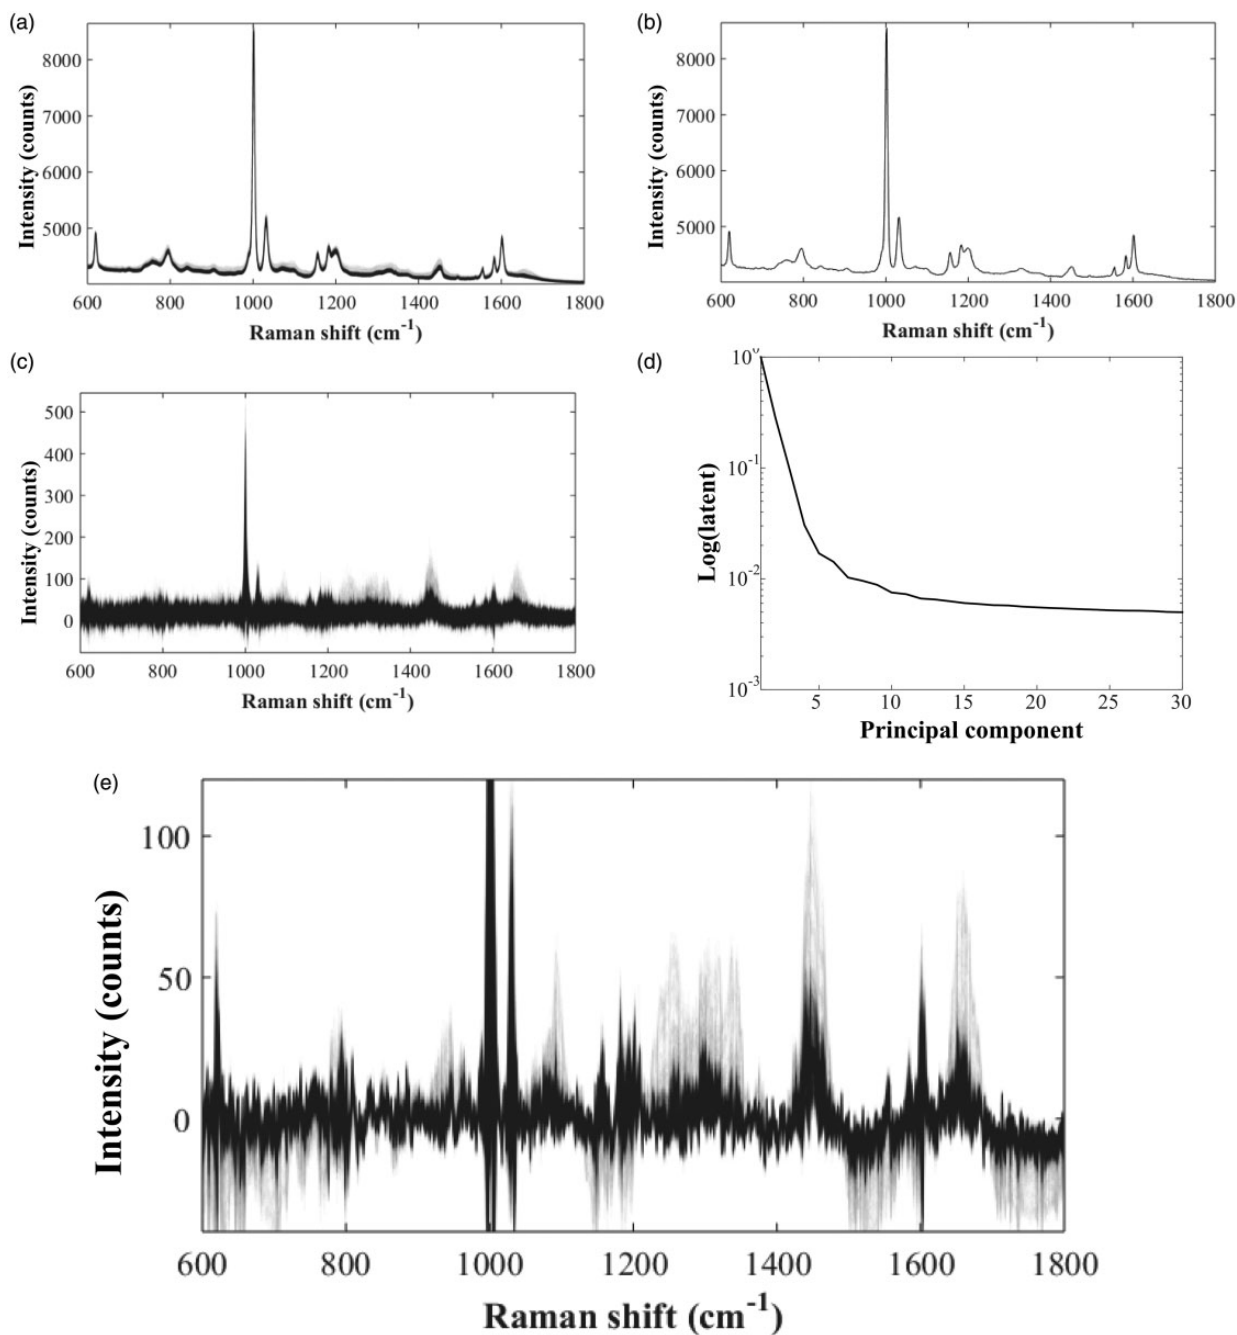 (a)
8000
7000
6000
5000
Intensity (counts)
600 800 1000 1200 1400 1600 1800
Raman shift (cm⁻¹)
(b)
8000
7000
6000
5000
Intensity (counts)
600 800 1000 1200 1400 1600 1800
Raman shift (cm⁻¹)
(c)
500
400
300
200
100
0
Intensity (counts)
600 800 1000 1200 1400 1600 1800
Raman shift (cm⁻¹)
(d)
10⁰
10⁻¹
10⁻²
10⁻³
Log(latent)
5 10 15 20 25 30
Principal component
(e)
100
50
0
Intensity (counts)
600 800 1000 1200 1400 1600 1800
Raman shift (cm⁻¹)